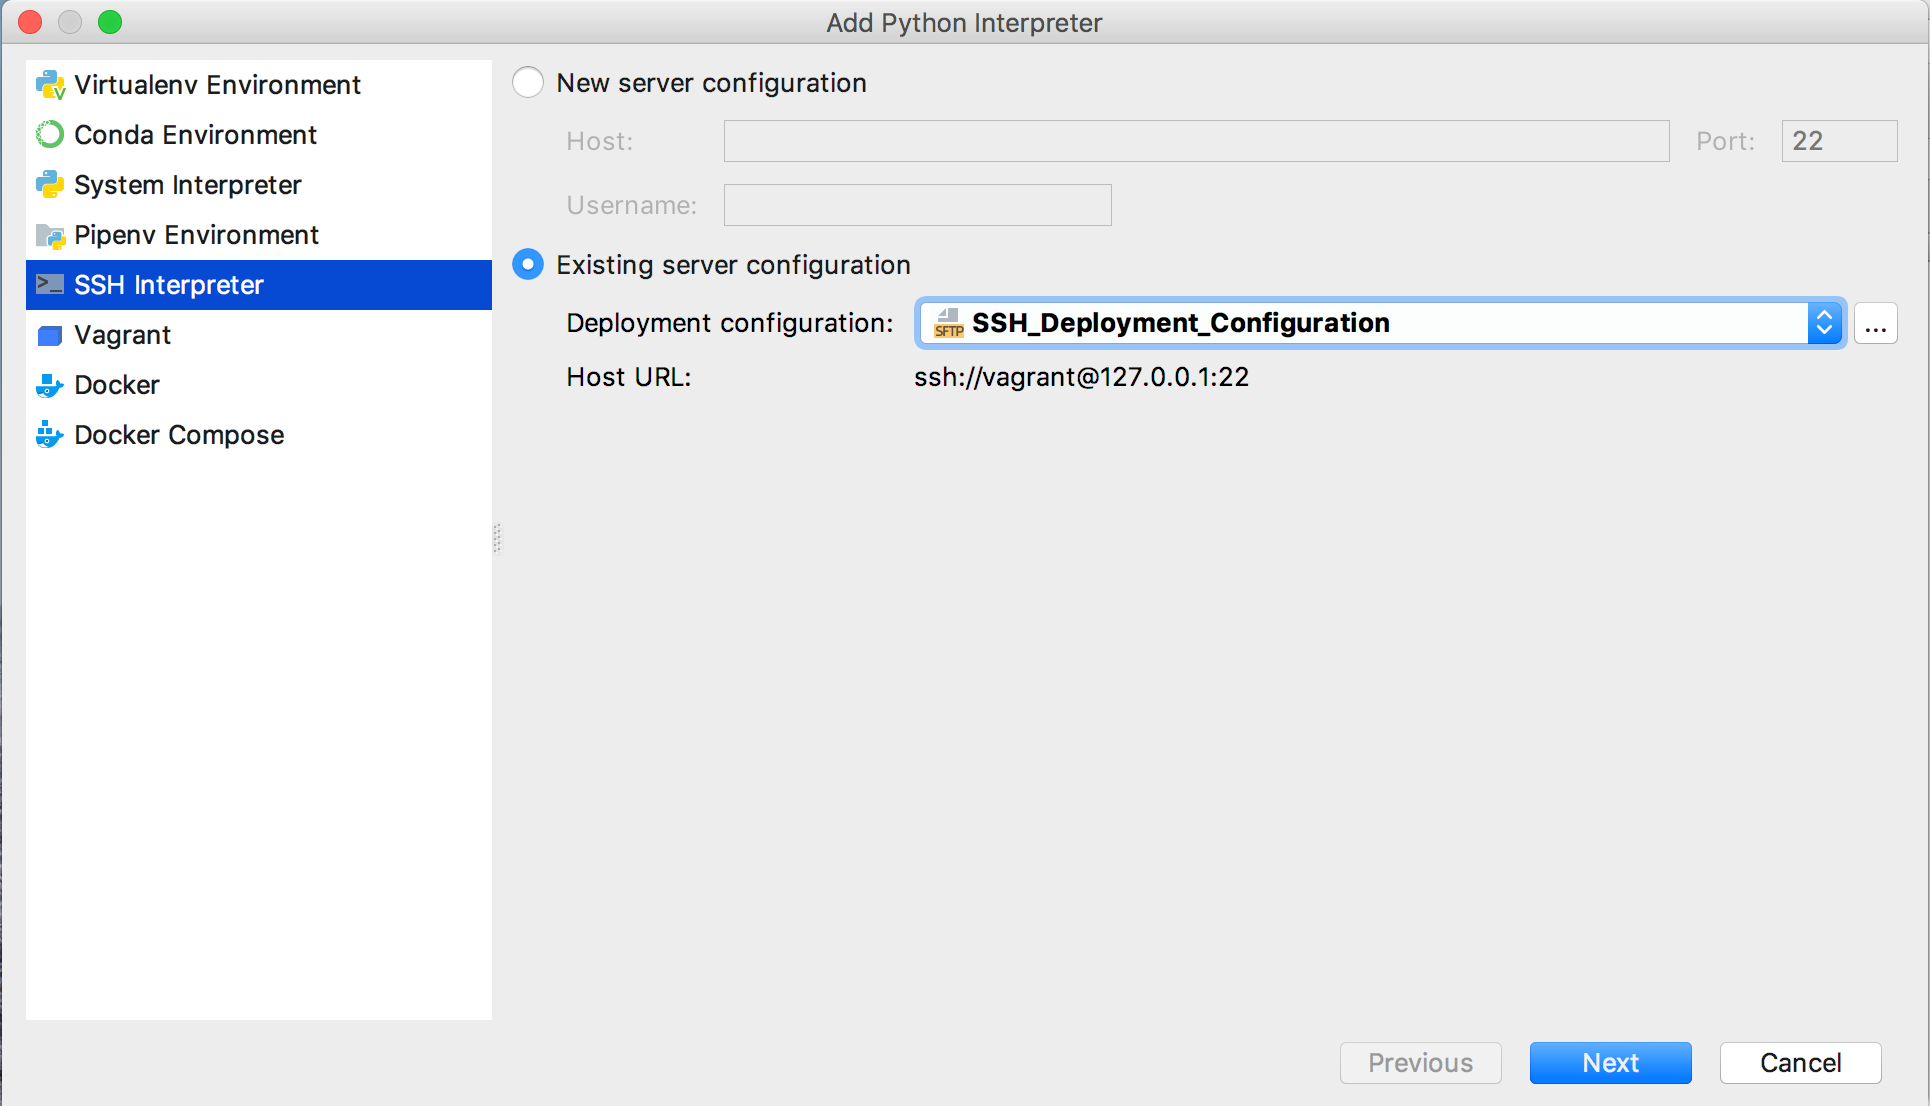 Add Python Interpreter
Virtualenv Environment
Conda Environment
System Interpreter
Pipenv Environment
SSH Interpreter
Vagrant
Docker
Docker Compose
New server configuration
Host: Port: 22
Username:
Existing server configuration
Deployment configuration: SFTP SSH_Deployment_Configuration ...
Host URL: ssh://vagrant@127.0.0.1:22
Previous Next Cancel